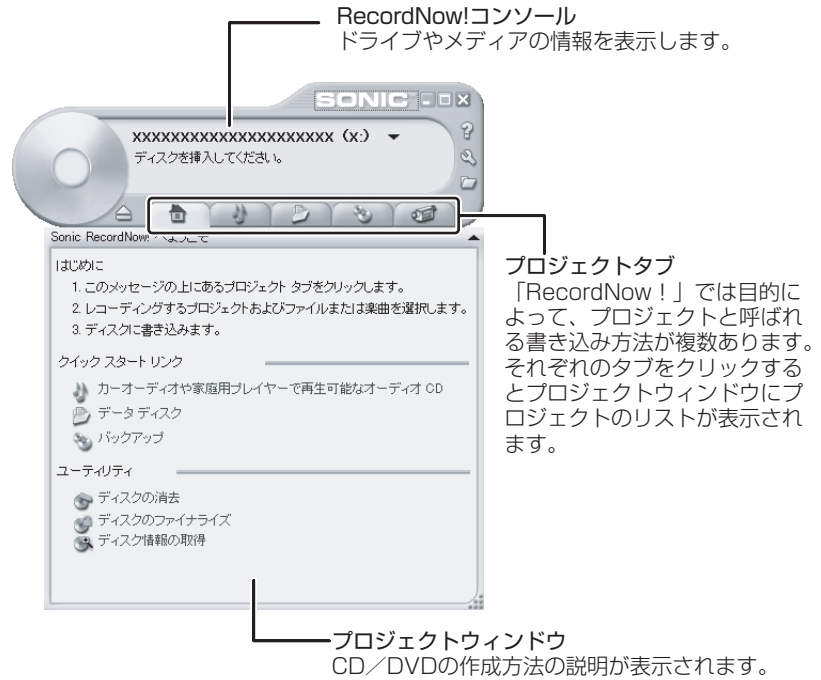 RecordNow!コンソール
ドライブやメディアの情報を表示します。
SONIC
xxxxxxxxxxxxxxxxxxxxx (x:)
ディスクを挿入してください。
Sonic RecordNow! へようこそ
はじめに
1. このメッセージの上にあるプロジェクト タブをクリックします。
2. レコーディングするプロジェクトおよびファイルまたは楽曲を選択します。
3. ディスクに書き込みます。
クイック スタート リンク
カーオーディオや家庭用プレイヤーで再生可能なオーディオ CD
データ ディスク
バックアップ
ユーティリティ
ディスクの消去
ディスクのファイナライズ
ディスク情報の取得
プロジェクトタブ
「RecordNow！」では目的に
よって、プロジェクトと呼ばれ
る書き込み方法が複数あります。
それぞれのタブをクリックする
とプロジェクトウィンドウにプ
ロジェクトのリストが表示され
ます。
プロジェクトウィンドウ
CD／DVDの作成方法の説明が表示されます。